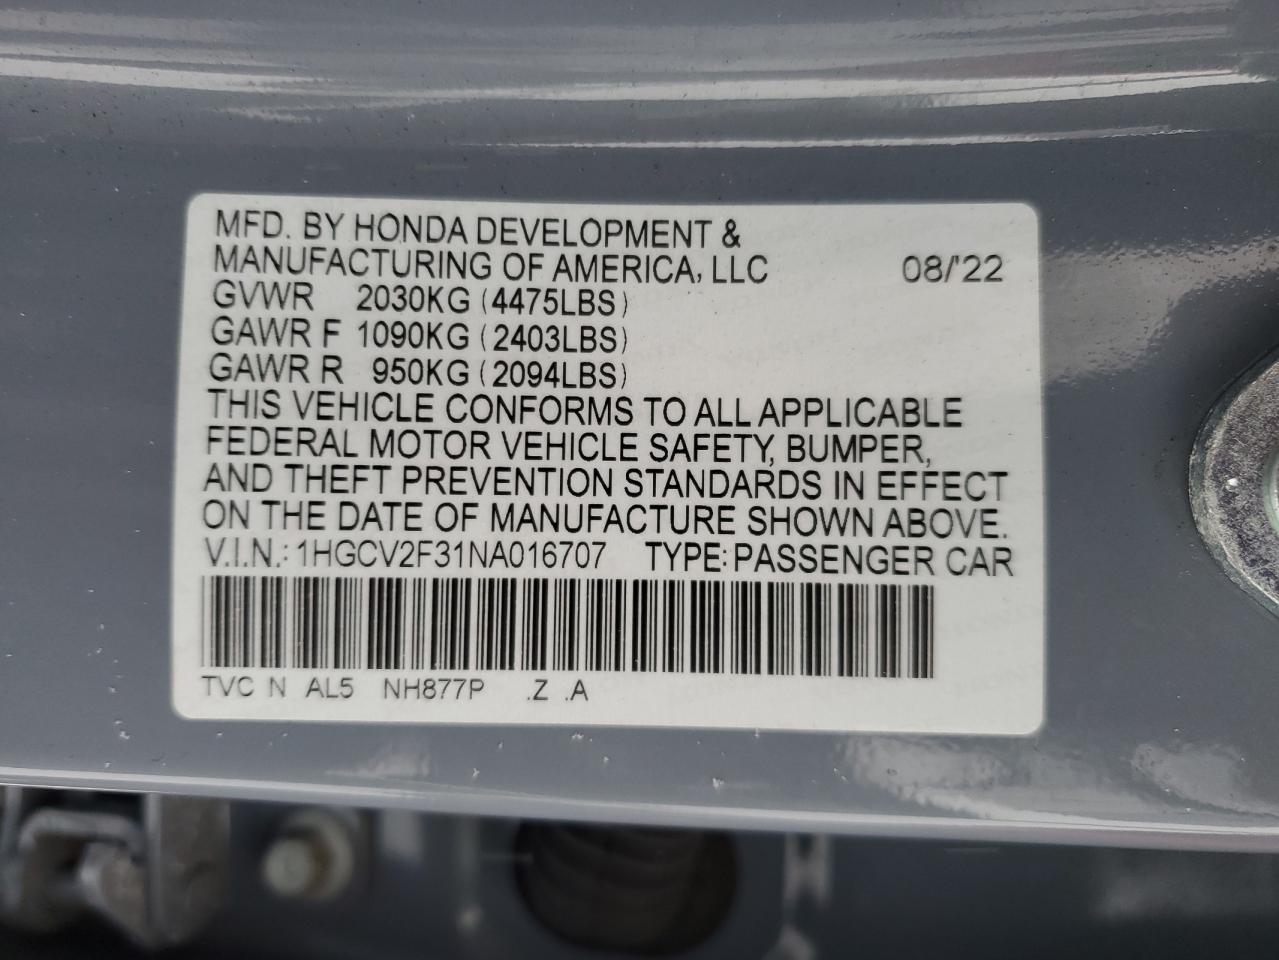 MFD. BY HONDA DEVELOPMENT &
MANUFACTURING OF AMERICA, LLC 08/'22
GVWR 2030KG (4475LBS)
GAWR F 1090KG (2403LBS)
GAWR R 950KG (2094LBS)
THIS VEHICLE CONFORMS TO ALL APPLICABLE
FEDERAL MOTOR VEHICLE SAFETY, BUMPER,
AND THEFT PREVENTION STANDARDS IN EFFECT
ON THE DATE OF MANUFACTURE SHOWN ABOVE.
V.I.N.: 1HGCV2F31NA016707 TYPE: PASSENGER CAR
TVC N AL5 NH877P .Z .A